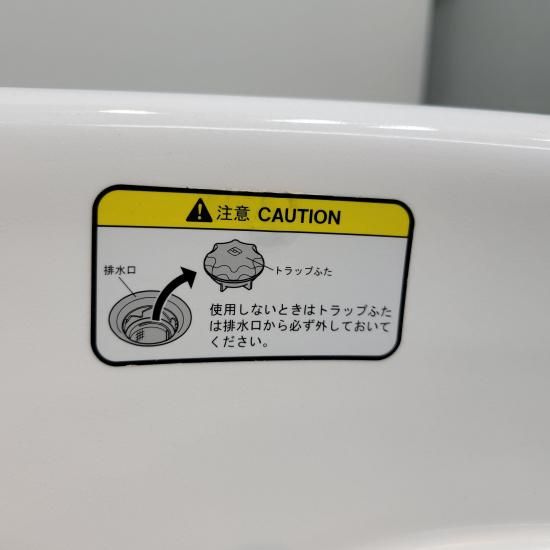 注意 CAUTION
排水口
トラップふた
使用しないときはトラップふた
は排水口から必ず外しておいて
ください。